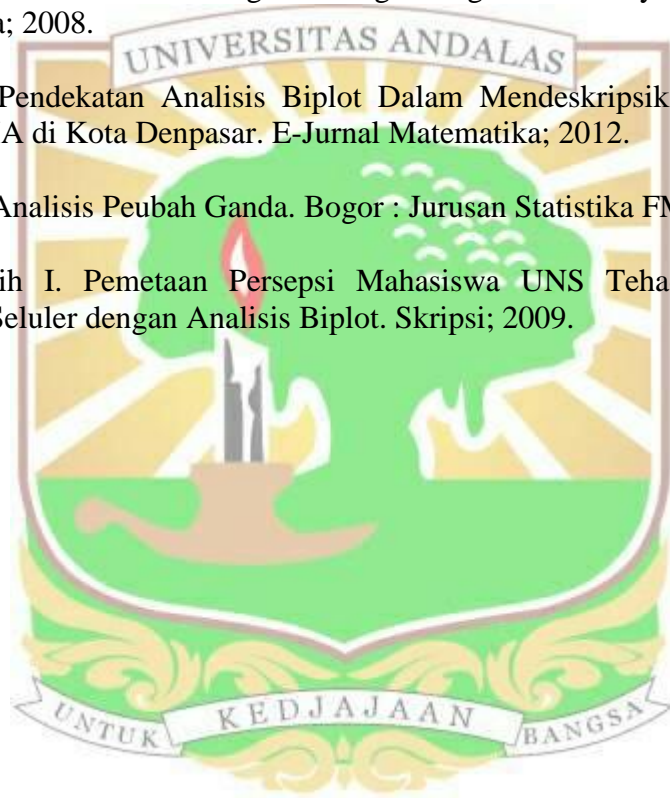 a; 2008.
UNIVERSITAS ANDALAS
Pendekatan Analisis Biplot Dalam Mendeskripsik
A di Kota Denpasar. E-Jurnal Matematika; 2012.
Analisis Peubah Ganda. Bogor : Jurusan Statistika FM
ih I. Pemetaan Persepsi Mahasiswa UNS Teha
Seluler dengan Analisis Biplot. Skripsi; 2009.
UNTUK KEDJAJAAN BANGSA